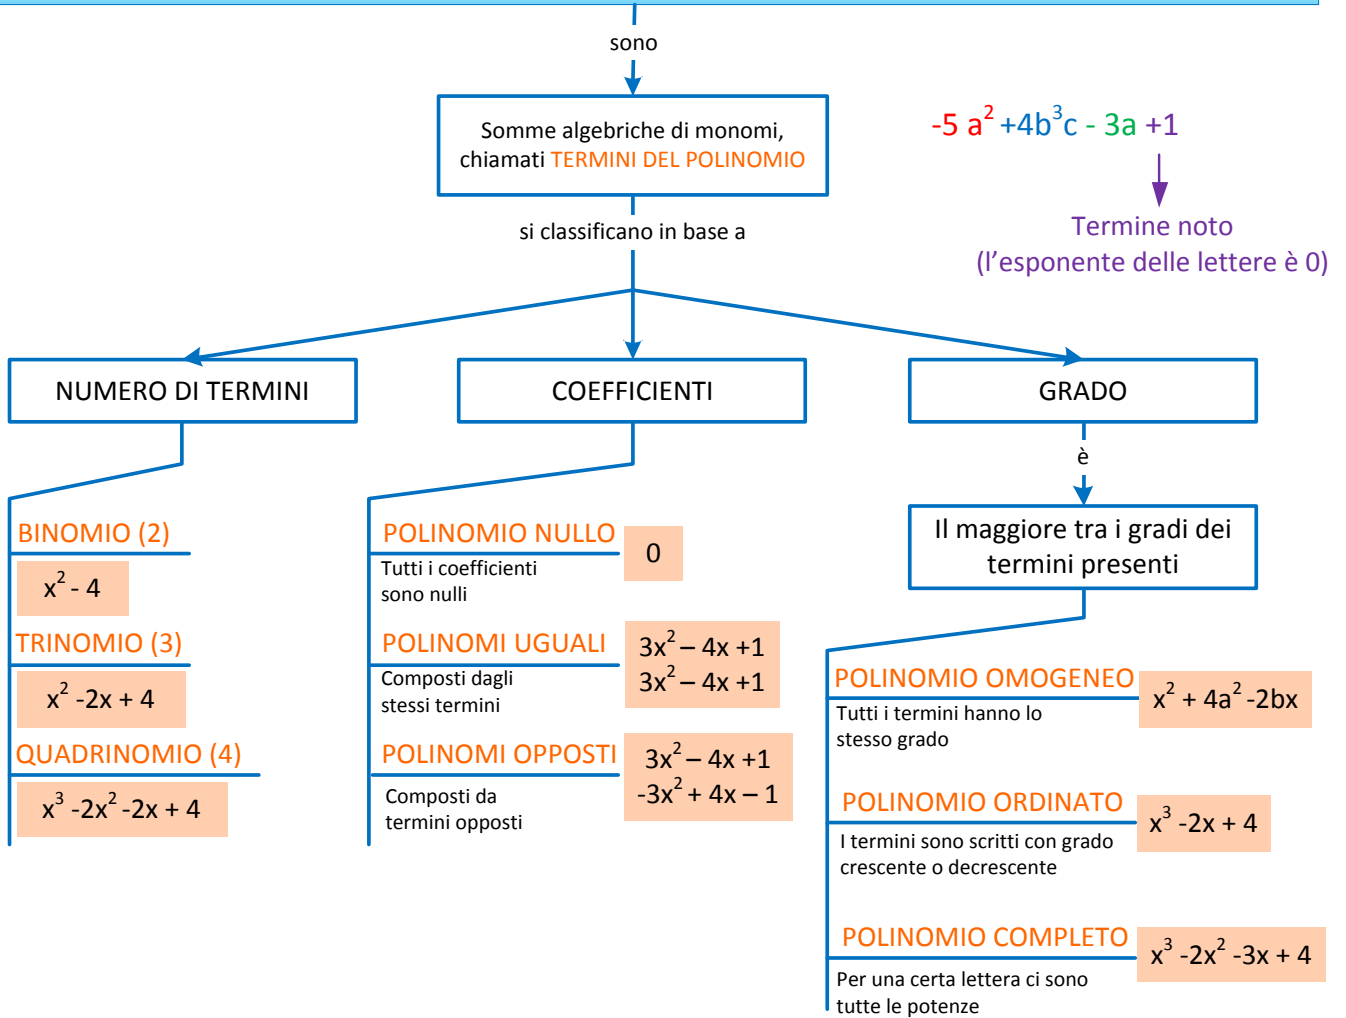 sono
Somme algebriche di monomi,
chiamati TERMINI DEL POLINOMIO
-5 a² +4b³c - 3a +1
Termine noto
(l'esponente delle lettere è 0)
si classificano in base a
NUMERO DI TERMINI
BINOMIO (2)
x² - 4
TRINOMIO (3)
x² -2x + 4
QUADRINOMIO (4)
x³ -2x² -2x + 4
COEFFICIENTI
POLINOMIO NULLO
Tutti i coefficienti
sono nulli
0
POLINOMI UGUALI
Composti dagli
stessi termini
3x² – 4x +1
3x² – 4x +1
POLINOMI OPPOSTI
Composti da
termini opposti
3x² – 4x +1
-3x² + 4x – 1
GRADO
è
Il maggiore tra i gradi dei
termini presenti
POLINOMIO OMOGENEO
Tutti i termini hanno lo
stesso grado
x² + 4a² -2bx
POLINOMIO ORDINATO
I termini sono scritti con grado
crescente o decrescente
x³ -2x + 4
POLINOMIO COMPLETO
Per una certa lettera ci sono
tutte le potenze
x³ -2x² -3x + 4